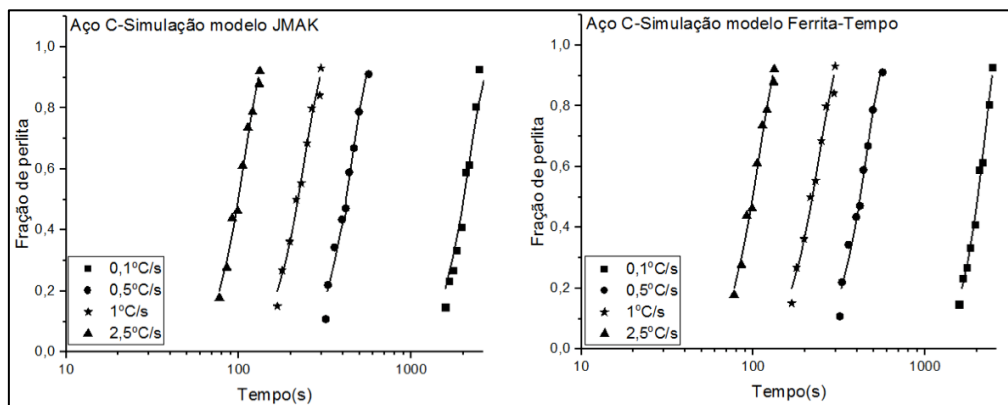 Aço C-Simulação modelo JMAK
1,0
0,8
0,6
0,4
0,2
0,0
Fração de perlita
0,1ºC/s
0,5ºC/s
1ºC/s
2,5ºC/s
10
100
1000
Tempo(s)
Aço C-Simulação modelo Ferrita-Tempo
1,0
0,8
0,6
0,4
0,2
0,0
Fração de perlita
0,1ºC/s
0,5ºC/s
1ºC/s
2,5ºC/s
10
100
1000
Tempo(s)